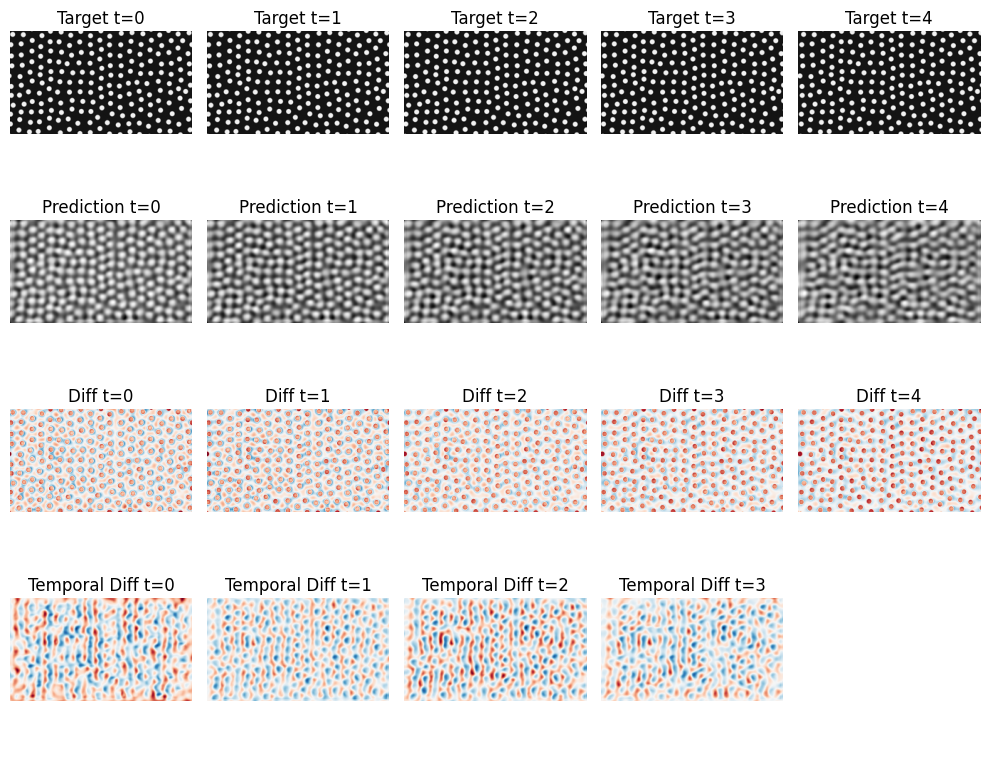 Target t=0 Target t=1 Target t=2 Target t=3 Target t=4
Prediction t=0 Prediction t=1 Prediction t=2 Prediction t=3 Prediction t=4
Diff t=0 Diff t=1 Diff t=2 Diff t=3 Diff t=4
Temporal Diff t=0 Temporal Diff t=1 Temporal Diff t=2 Temporal Diff t=3